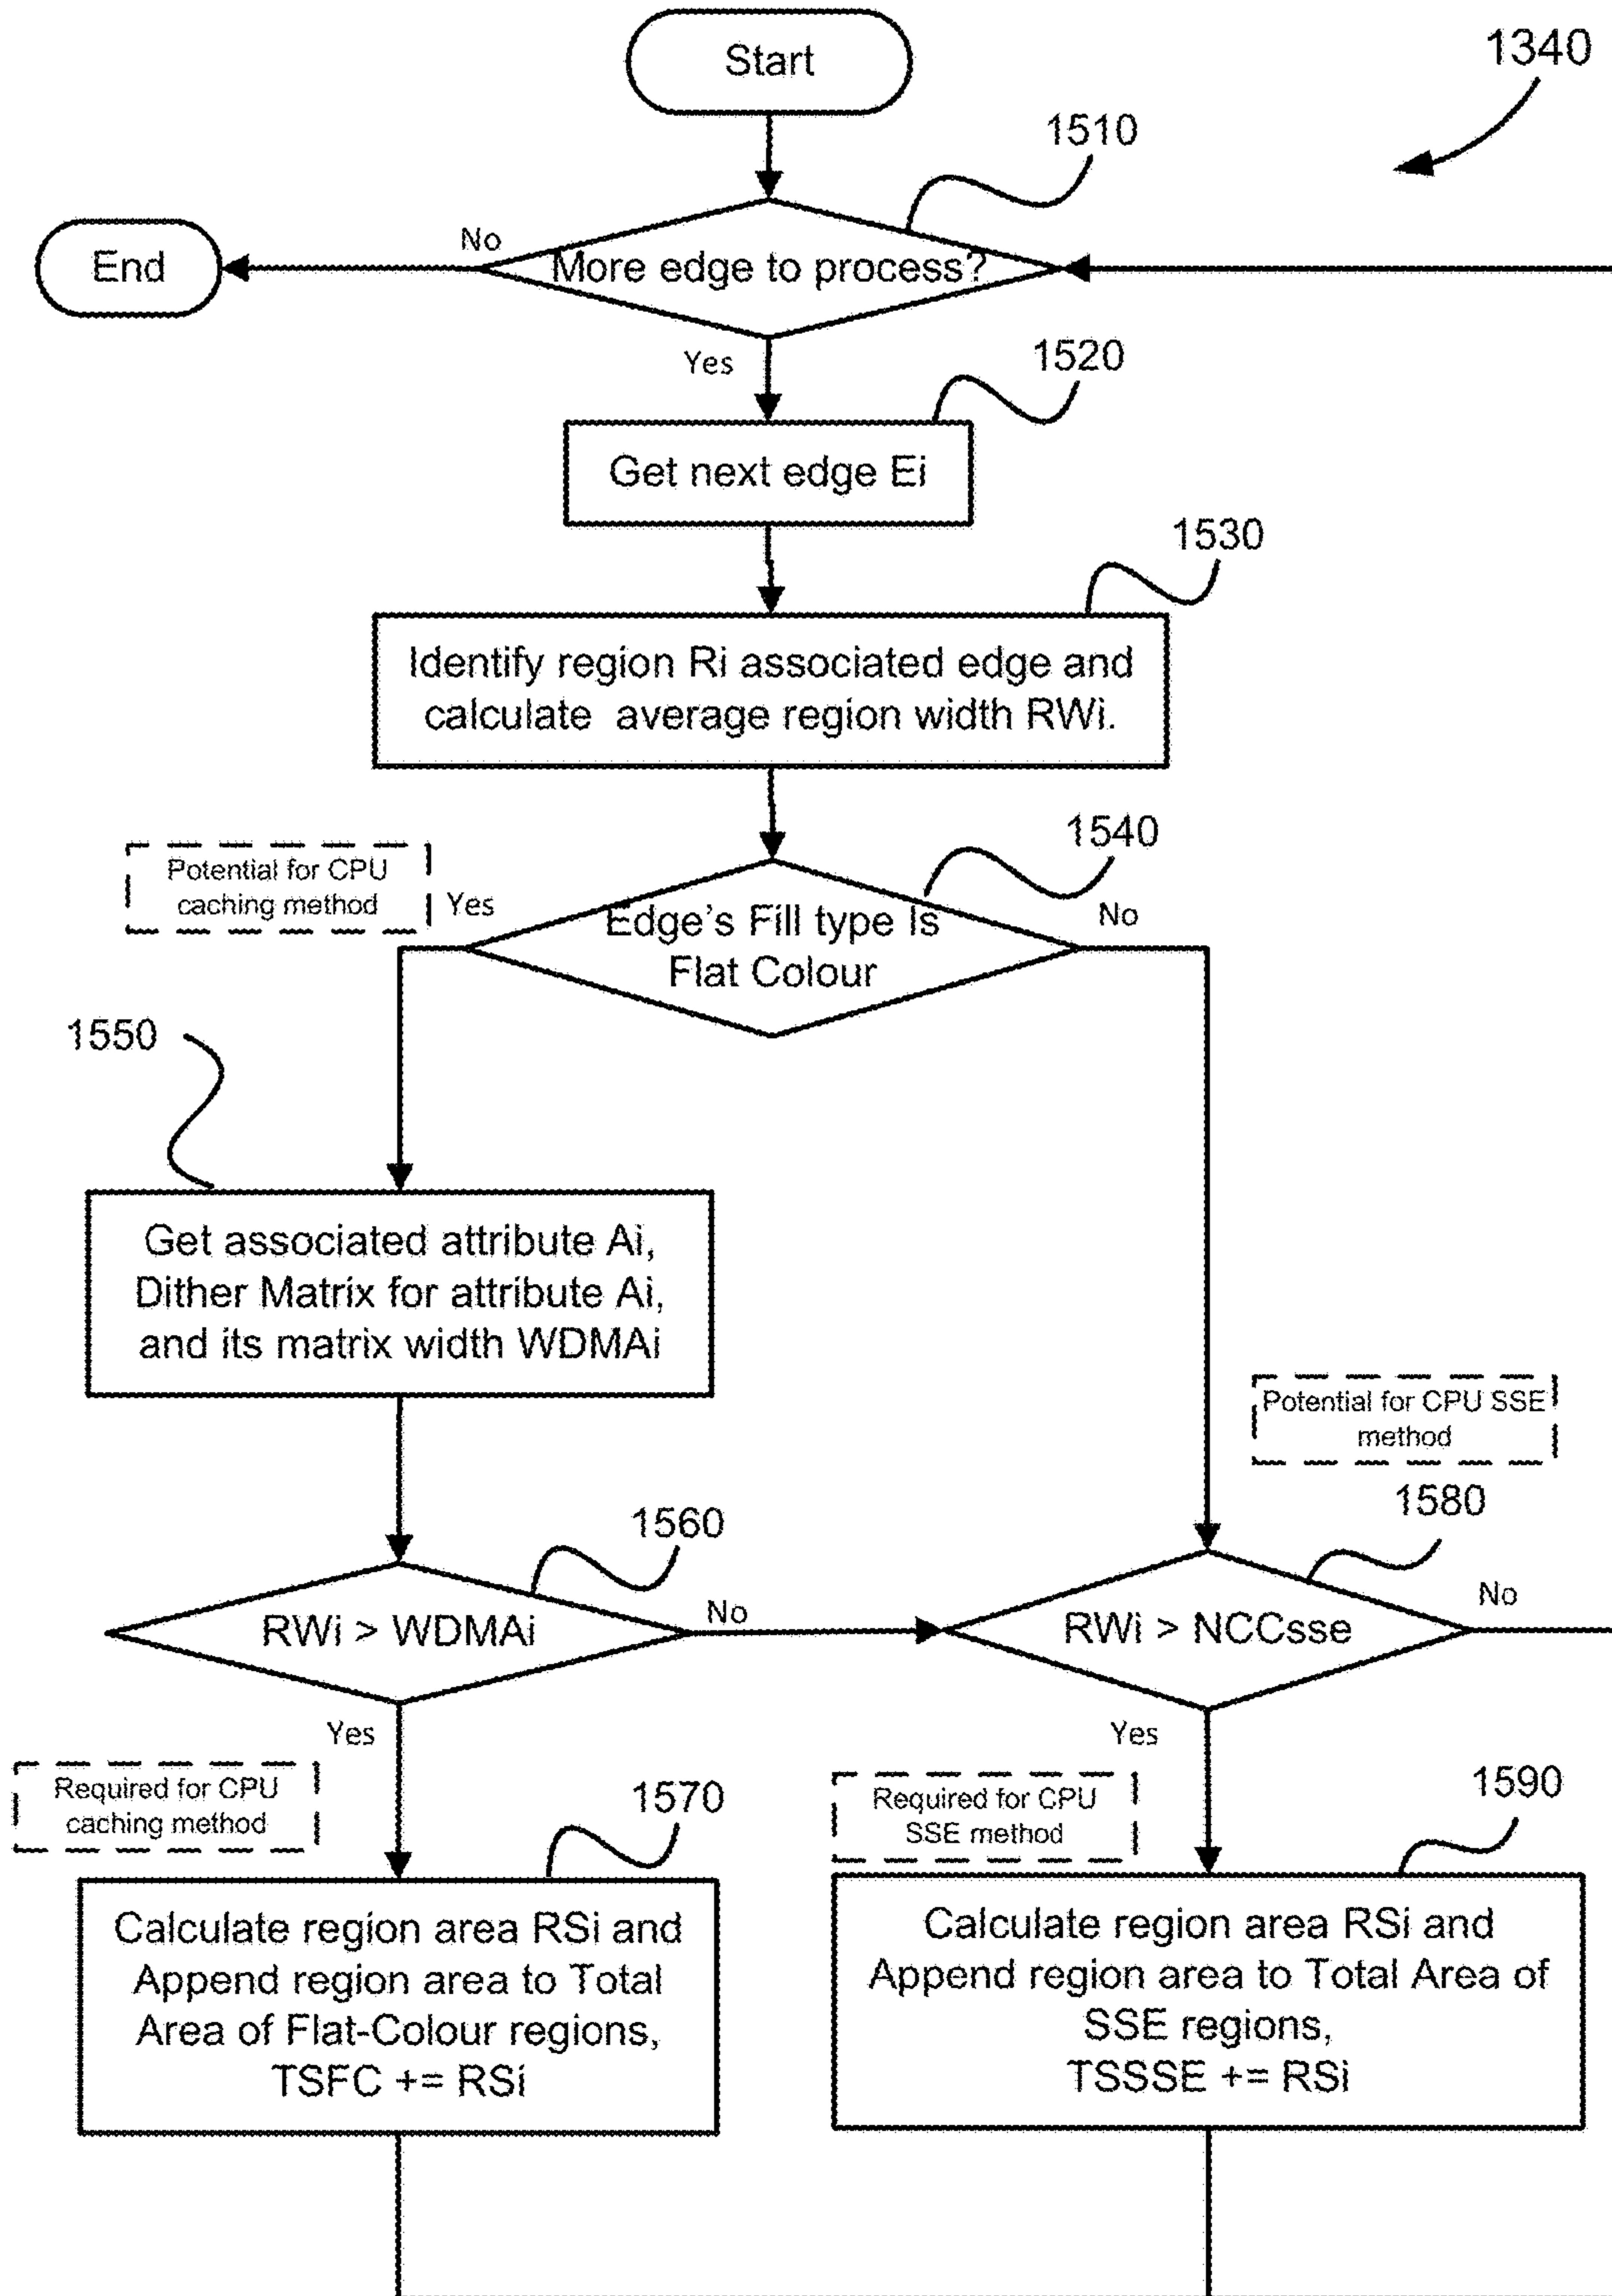 Start
1340
1510
No
End
More edge to process?
Yes
1520
Get next edge Ei
1530
Identify region Ri associated edge and
calculate average region width RWi.
1540
Potential for CPU
caching method
Yes
No
Edge's Fill type Is
Flat Colour
1550
Get associated attribute Ai,
Dither Matrix for attribute Ai,
and its matrix width WDMAi
Potential for CPU SSE
method
1580
1560
No
No
RWi > WDMAi
RWi > NCCsse
Yes
Yes
Required for CPU
caching method
1570
Required for CPU
SSE method
1590
Calculate region area RSi and
Append region area to Total
Area of Flat-Colour regions,
TSFC += RSi
Calculate region area RSi and
Append region area to Total Area of
SSE regions,
TSSSE += RSi